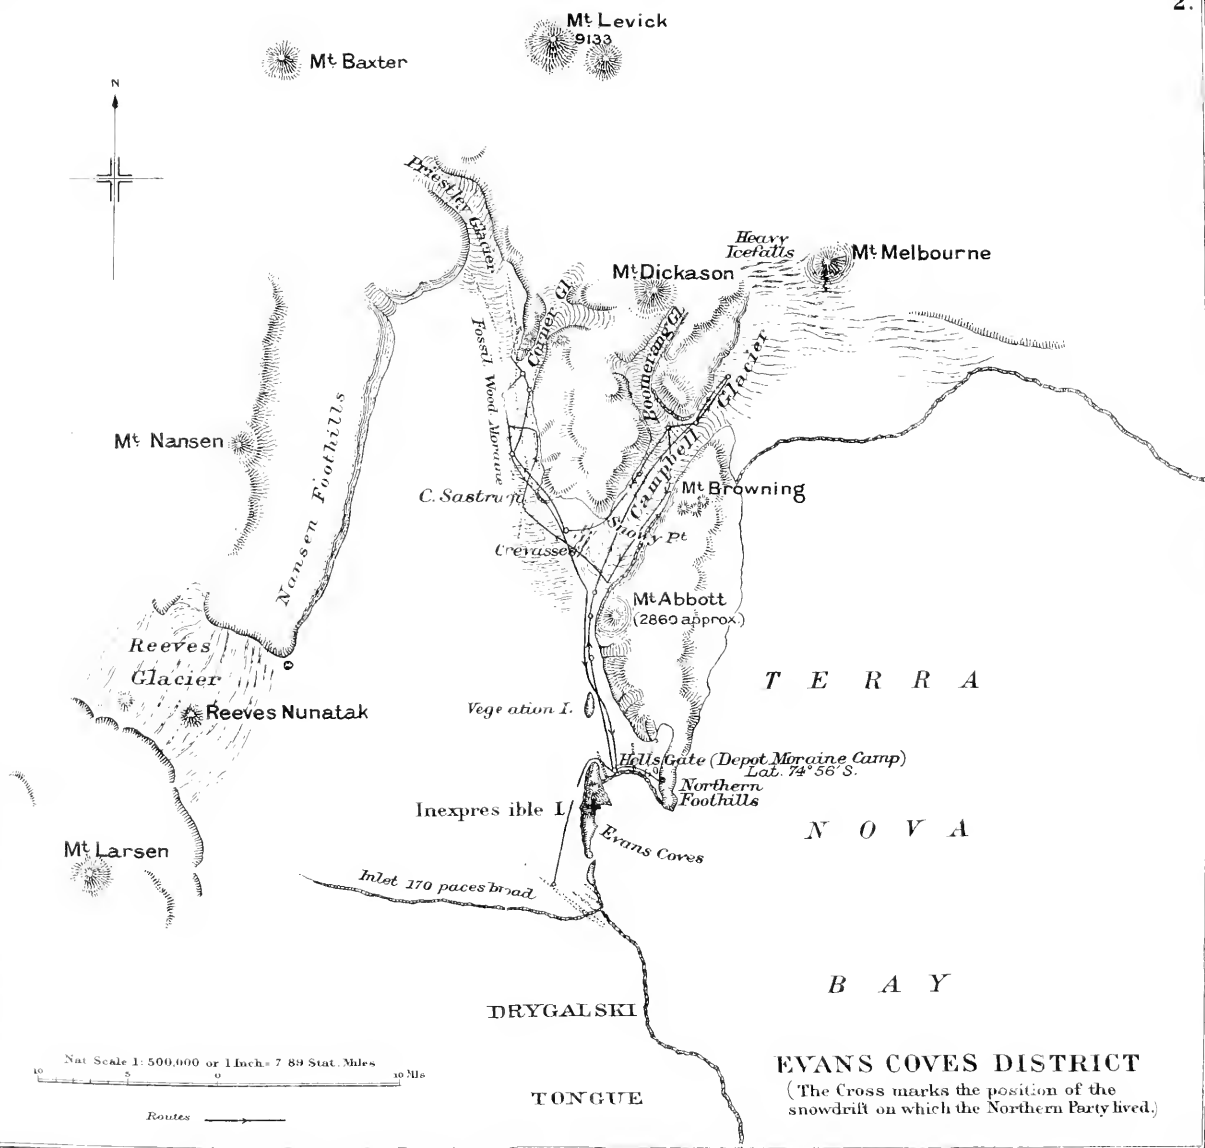 2.
Mt Levick
9133
Mt Baxter
N
Priestley Glacier
Heavy
Icefalls
Mt Melbourne
Mt Dickason
Corner Gl.
Boomerang Gl.
Campbell Glacier
Fossil Wood Moraine
Mt Nansen
Nansen Foothills
C. Sastrugi
Mt Browning
Snowy Pt
Crevasses
Mt Abbott
(2860 approx.)
Reeves
Glacier
Reeves Nunatak
TERRA
Vege ation I.
Hells Gate (Depot Moraine Camp)
Lat. 74° 56' S.
Northern
Foothills
Inexpres ible I.
NOVA
Evans Coves
Mt Larsen
Inlet 170 paces broad
BAY
DRYGALSKI
TONGUE
Nat Scale 1:500,000 or 1 Inch = 7 89 Stat. Miles
10 5 0 10 Mls
Routes
EVANS COVES DISTRICT
(The Cross marks the position of the
snowdrift on which the Northern Party lived.)